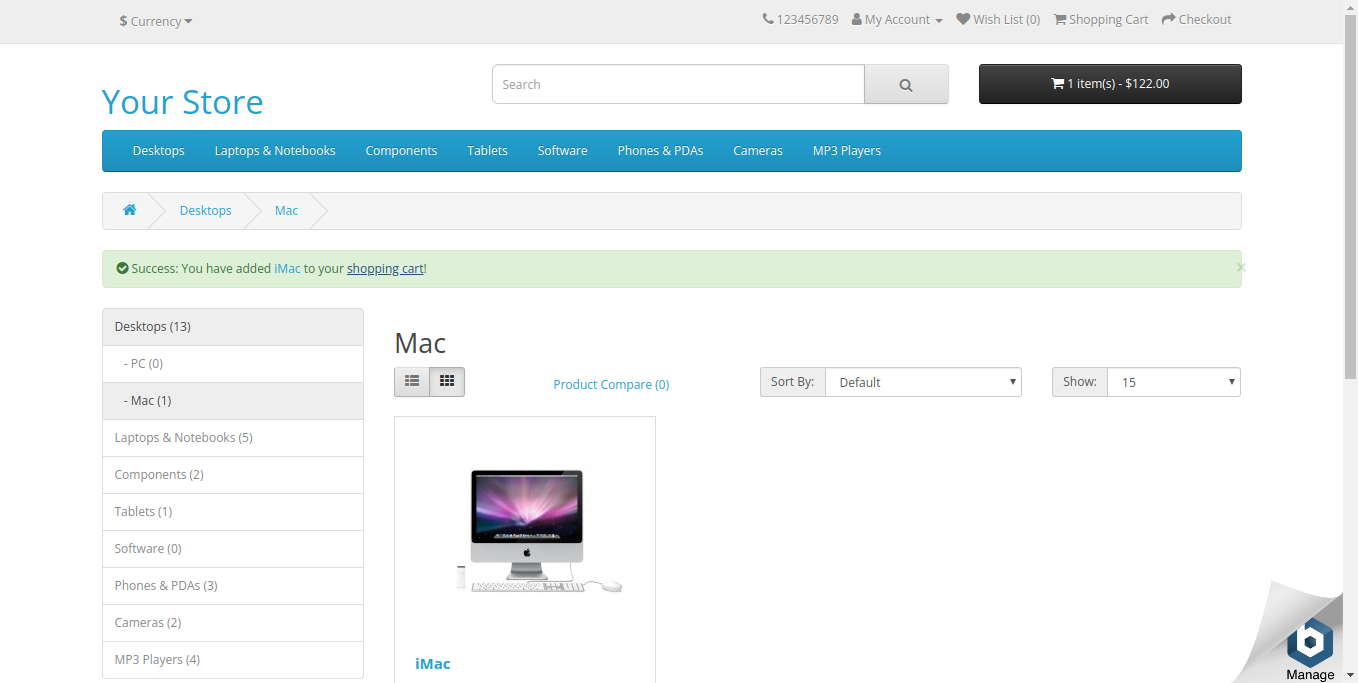 $ Currency
123456789 My Account Wish List (0) Shopping Cart Checkout
Your Store
Search
1 item(s) - $122.00
Desktops Laptops & Notebooks Components Tablets Software Phones & PDAs Cameras MP3 Players
Desktops Mac
Success: You have added iMac to your shopping cart!
×
Desktops (13)
- PC (0)
- Mac (1)
Laptops & Notebooks (5)
Components (2)
Tablets (1)
Software (0)
Phones & PDAs (3)
Cameras (2)
MP3 Players (4)
Mac
Product Compare (0)
Sort By: Default
Show: 15
iMac
Manage